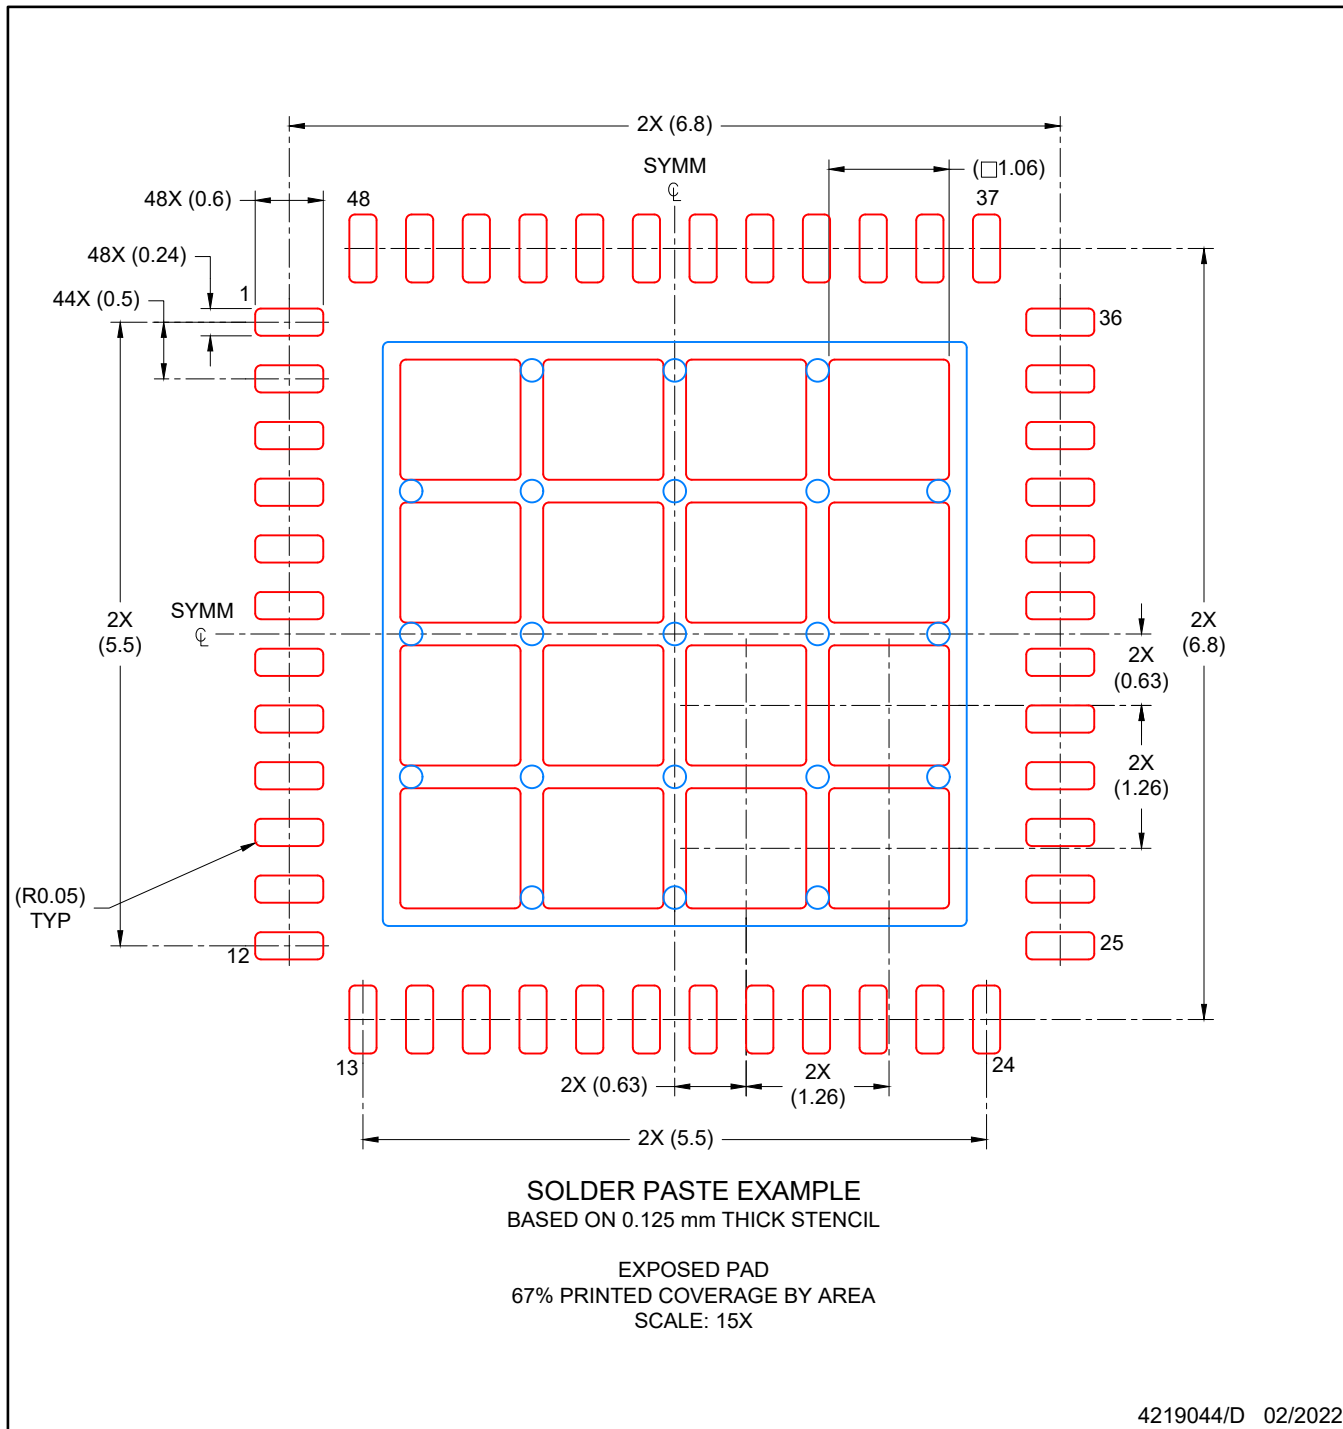 2X (6.8)
SYMM
℄
(□1.06)
48X (0.6)
48
37
48X (0.24)
1
44X (0.5)
36
SYMM
℄
2X
(5.5)
2X
(6.8)
2X
(0.63)
2X
(1.26)
(R0.05)
TYP
12
25
13
24
2X (0.63)
2X
(1.26)
2X (5.5)
SOLDER PASTE EXAMPLE
BASED ON 0.125 mm THICK STENCIL
EXPOSED PAD
67% PRINTED COVERAGE BY AREA
SCALE: 15X
4219044/D 02/2022